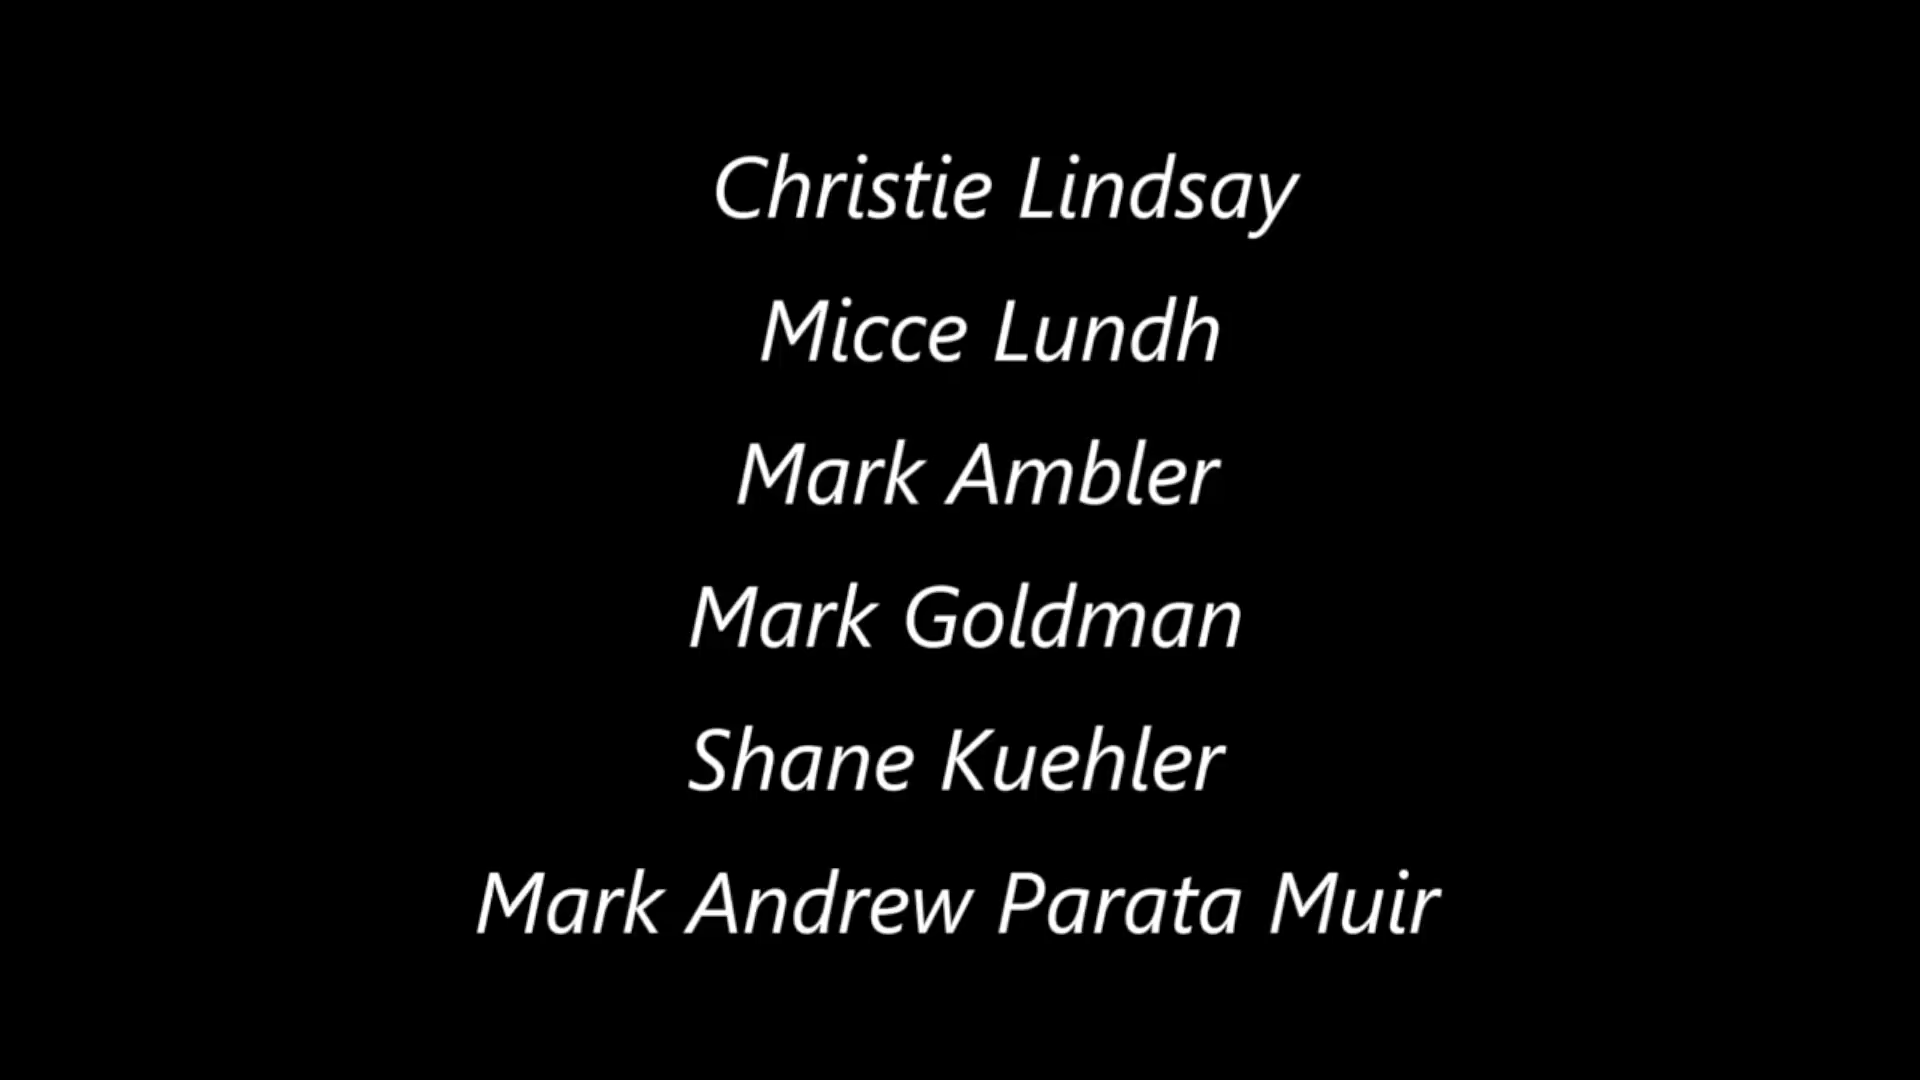 Christie Lindsay
Micce Lundh
Mark Ambler
Mark Goldman
Shane Kuehler
Mark Andrew Parata Muir